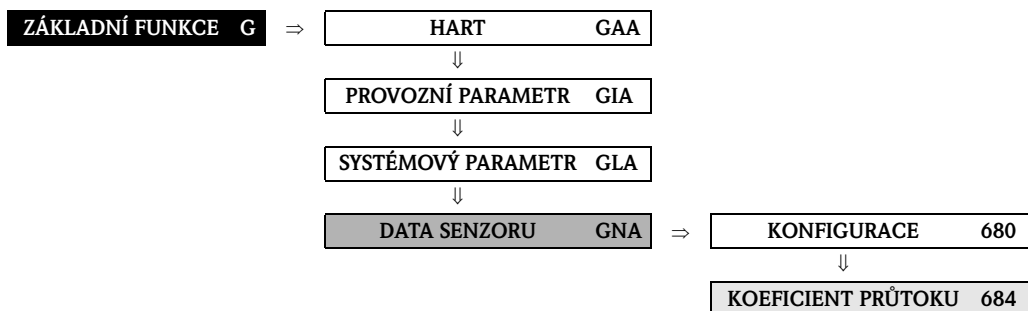 ZÁKLADNÍ FUNKCE G ⇒ HART GAA
⇓
PROVOZNÍ PARAMETR GIA
⇓
SYSTÉMOVÝ PARAMETR GLA
⇓
DATA SENZORU GNA ⇒ KONFIGURACE 680
⇓
KOEFICIENT PRŮTOKU 684